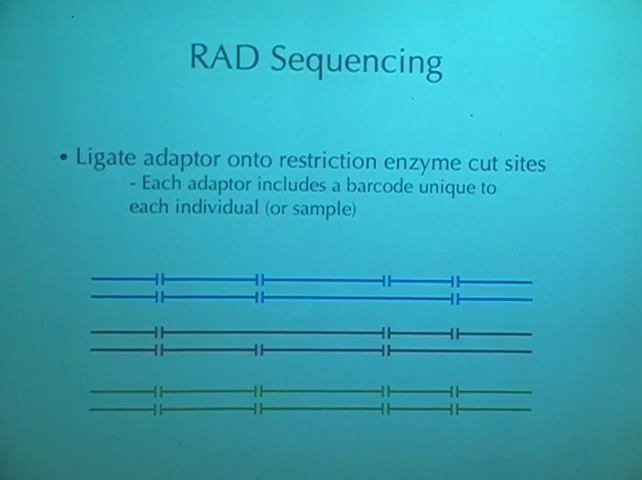 RAD Sequencing
• Ligate adaptor onto restriction enzyme cut sites
- Each adaptor includes a barcode unique to
each individual (or sample)